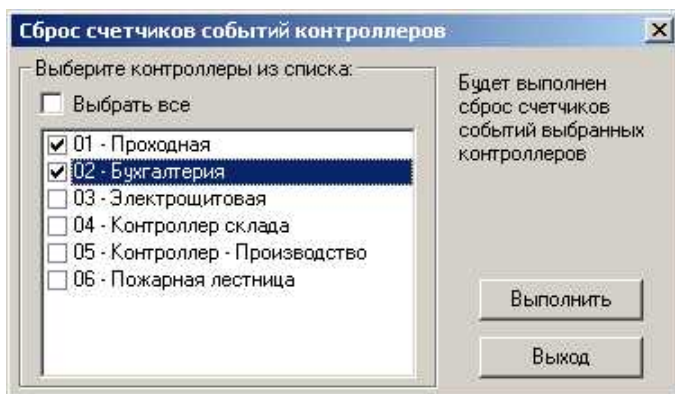 Сброс счетчиков событий контроллеров
Выберите контроллеры из списка:
Выбрать все
01 - Проходная
02 - Бухгалтерия
03 - Электрощитовая
04 - Контроллер склада
05 - Контроллер - Производство
06 - Пожарная лестница
Будет выполнен
сброс счетчиков
событий выбранных
контроллеров
Выполнить
Выход